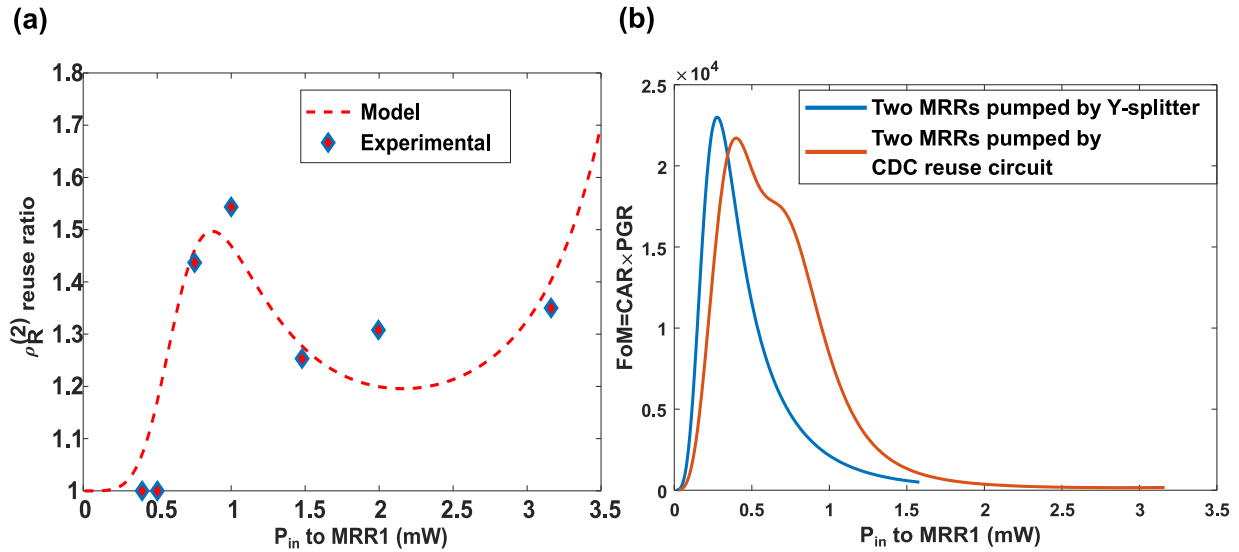 (a)
1.8
1.7
1.6
1.5
1.4
1.3
1.2
1.1
1
0
0.5
1
1.5
2
2.5
3
3.5
ρ_R^(2) reuse ratio
P_in to MRR1 (mW)
Model
Experimental
(b)
×10^4
2.5
2
1.5
1
0.5
0
0
0.5
1
1.5
2
2.5
3
3.5
FoM=CAR×PGR
P_in to MRR1 (mW)
Two MRRs pumped by Y-splitter
Two MRRs pumped by
CDC reuse circuit